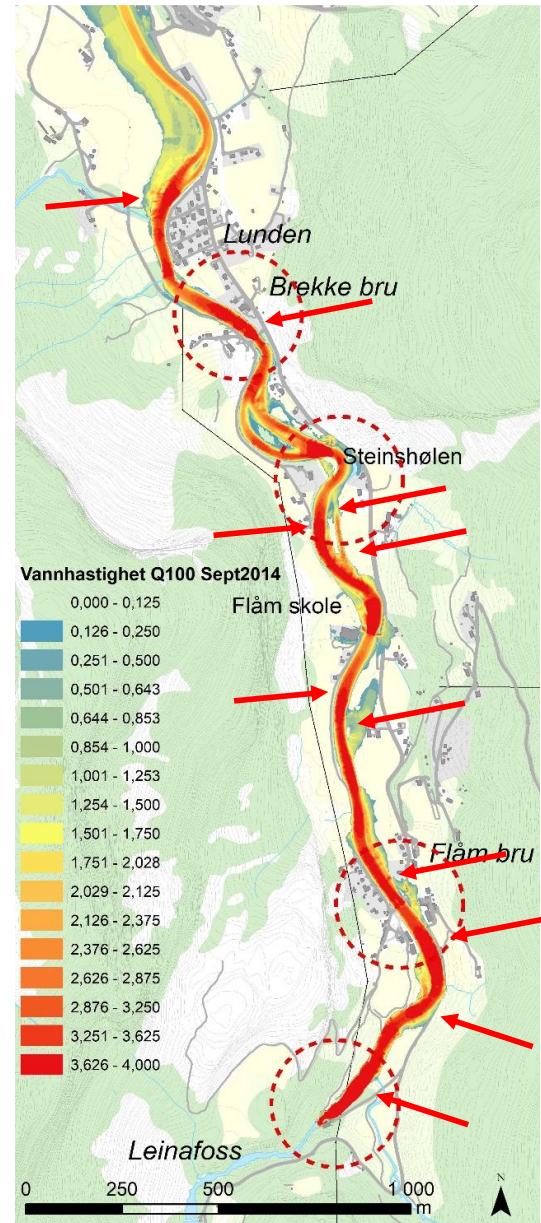 Lunden
Brekke bru
Steinshølen
Vannhastighet Q100 Sept2014
0,000 - 0,125
0,126 - 0,250
0,251 - 0,500
0,501 - 0,643
0,644 - 0,853
0,854 - 1,000
1,001 - 1,253
1,254 - 1,500
1,501 - 1,750
1,751 - 2,028
2,029 - 2,125
2,126 - 2,375
2,376 - 2,625
2,626 - 2,875
2,876 - 3,250
3,251 - 3,625
3,626 - 4,000
Flåm skole
Flåm bru
Leinafoss
0 250 500 1 000
m
N